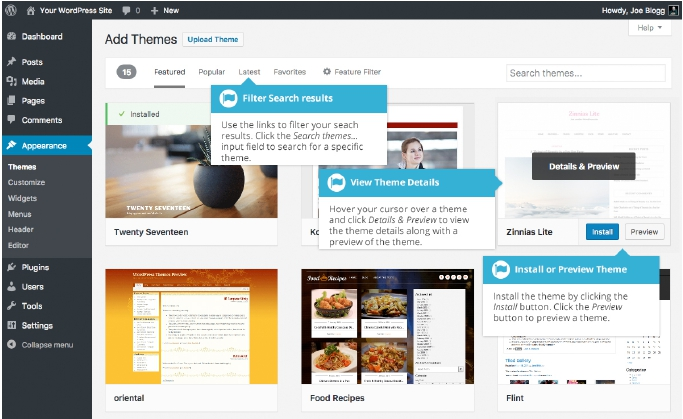 Your WordPress Site 0 + New Howdy, Joe Blogg
Dashboard
Posts
Media
Pages
Comments
Appearance
Themes
Customize
Widgets
Menus
Header
Editor
Plugins
Users
Tools
Settings
Collapse menu
Help
Add Themes Upload Theme
15 Featured Popular Latest Favorites Feature Filter Search themes...
Filter Search results
Use the links to filter your seach
results. Click the Search themes...
input field to search for a specific
theme.
Installed
TWENTY SEVENTEEN
Twenty Seventeen
View Theme Details
Hover your cursor over a theme
and click Details & Preview to view
the theme details along with a
preview of the theme.
Zinnias Lite
Details & Preview
Zinnias Lite Install Preview
Install or Preview Theme
Install the theme by clicking the
Install button. Click the Preview
button to preview a theme.
WordPress Themes Preview
oriental
Food Recipes
Food Recipes
Flint